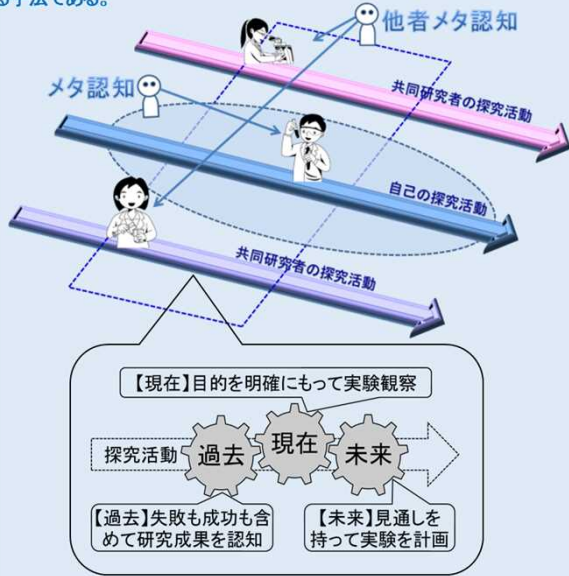 る手法である。
他者メタ認知
メタ認知
共同研究者の探究活動
自己の探究活動
共同研究者の探究活動
【現在】目的を明確にもって実験観察
探究活動
過去
現在
未来
【過去】失敗も成功も含
めて研究成果を認知
【未来】見通しを
持って実験を計画